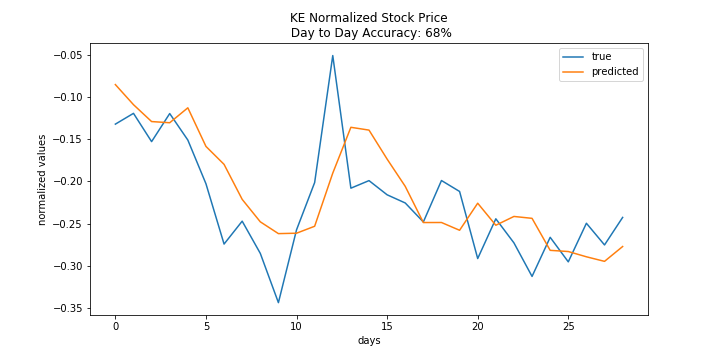 KE Normalized Stock Price
Day to Day Accuracy: 68%
true
predicted
normalized values
−0.05
−0.10
−0.15
−0.20
−0.25
−0.30
−0.35
0 5 10 15 20 25
days